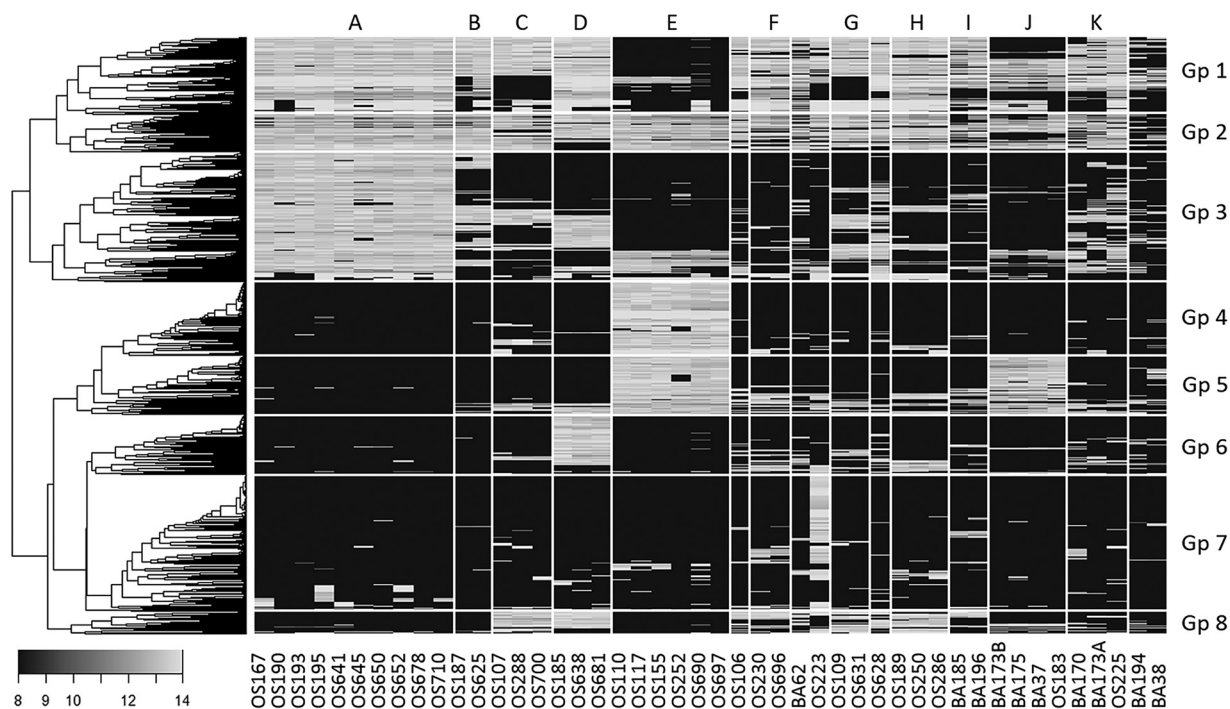 A B C D E F G H I J K
Gp 1
Gp 2
Gp 3
Gp 4
Gp 5
Gp 6
Gp 7
Gp 8
8 9 10 11 12 13 14
OS167
OS190
OS193
OS195
OS641
OS645
OS650
OS652
OS678
OS710
OS187
OS625
OS107
OS288
OS700
OS185
OS638
OS681
OS110
OS117
OS155
OS252
OS690
OS697
OS106
OS230
OS696
BA62
OS223
OS109
OS631
OS628
OS189
OS250
OS286
BA185
BA196
BA173B
BA175
BA37
OS183
BA170
BA173A
OS225
BA194
BA38